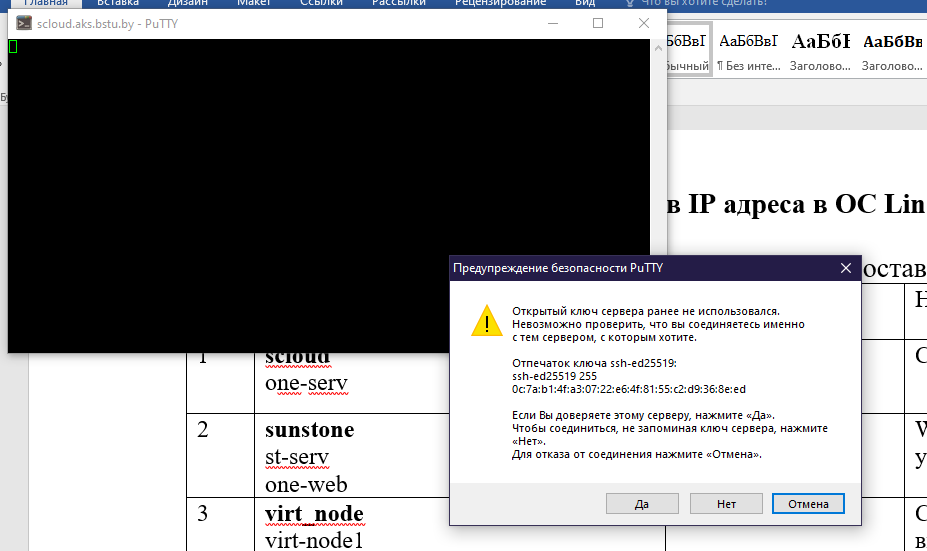 Главная Вставка Дизайн Макет Ссылки Рассылки Рецензирование Вид Что вы хотите сделать?
scloud.aks.bstu.by - PuTTY
АаБбВвІ АаБбІ АаБбВв
¶ Без инте... Заголово... Заголово...
в IP адреса в ОС Lin
Предупреждение безопасности PuTTY
Открытый ключ сервера ранее не использовался.
Невозможно проверить, что вы соединяетесь именно
с тем сервером, с которым хотите.
Отпечаток ключа ssh-ed25519:
ssh-ed25519 255
0c:7a:b1:4f:a3:07:22:e6:4f:81:55:c2:d9:36:8e:ed
Если Вы доверяете этому серверу, нажмите «Да».
Чтобы соединиться, не запоминая ключ сервера, нажмите
«Нет».
Для отказа от соединения нажмите «Отмена».
Да Нет Отмена
1 scloud
one-serv
2 sunstone
st-serv
one-web
3 virt_node
virt-node1